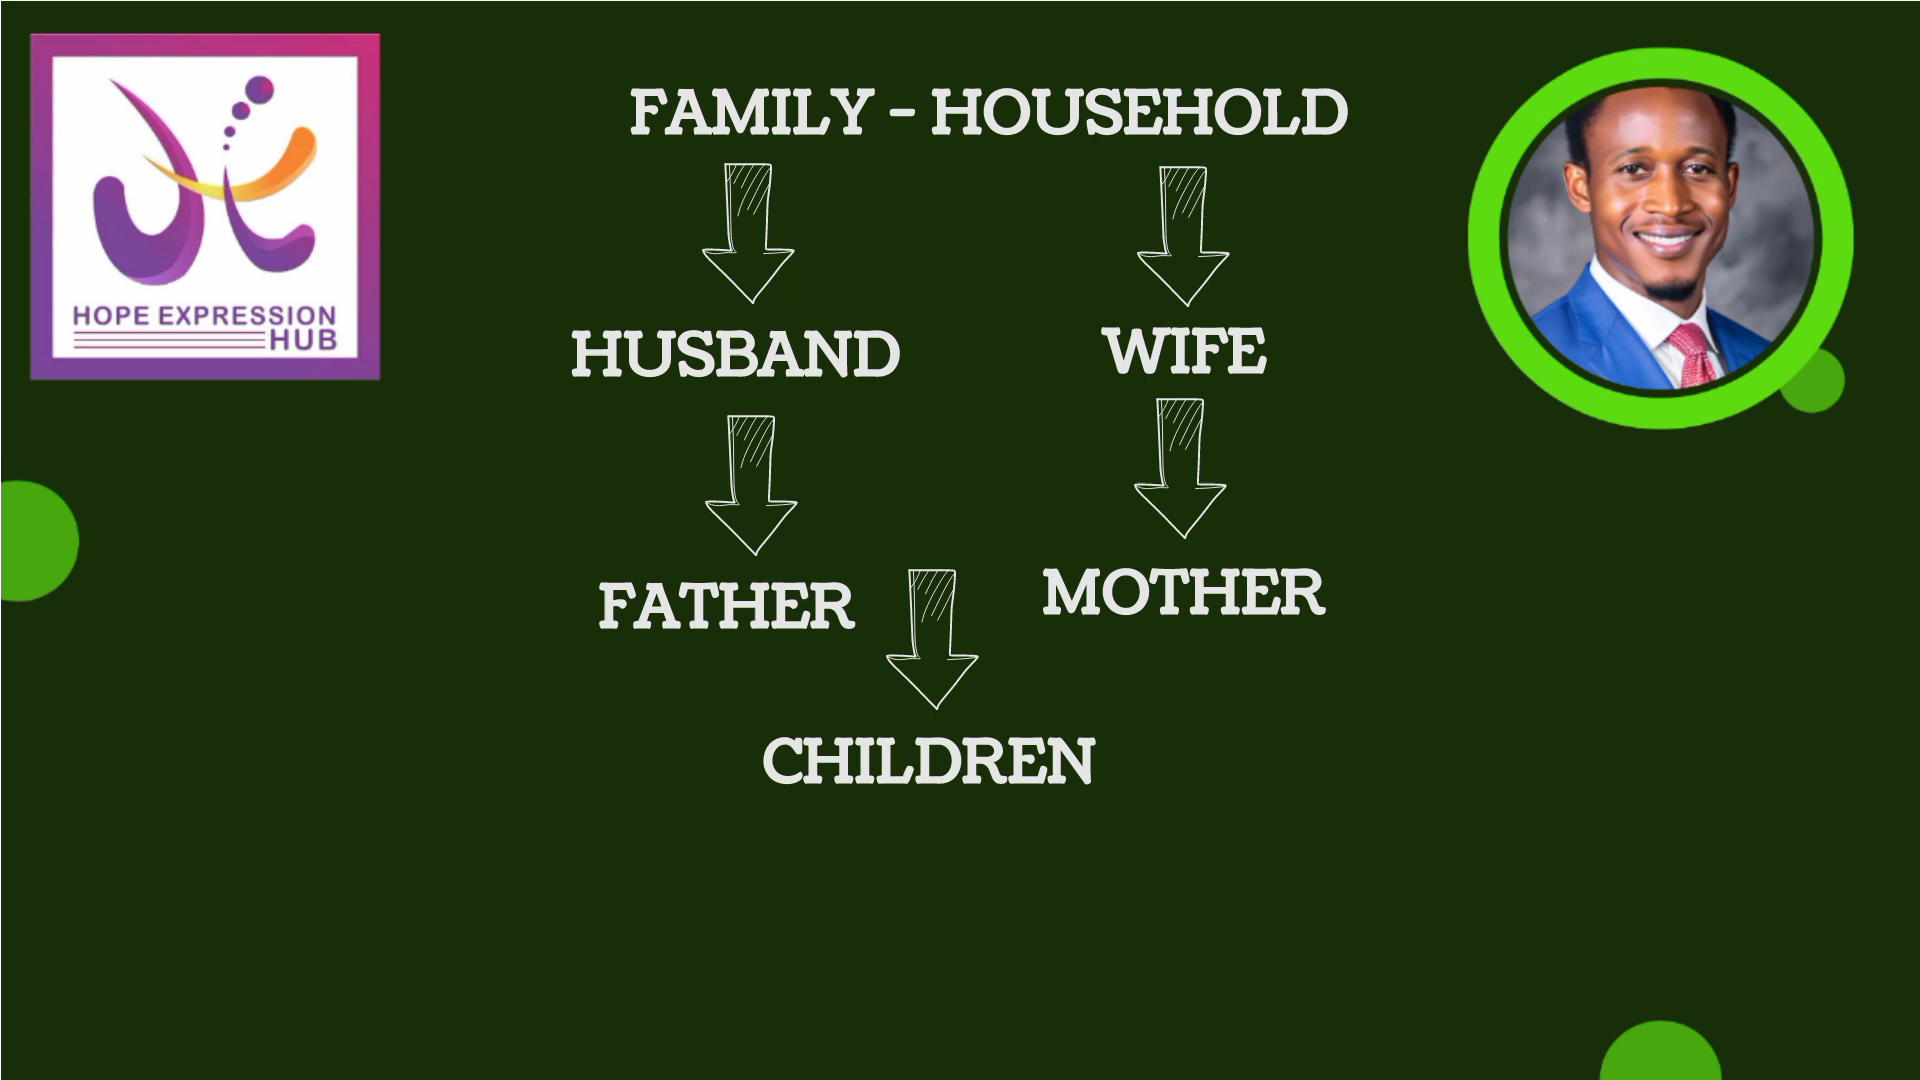 HOPE EXPRESSION
HUB
FAMILY - HOUSEHOLD
HUSBAND
WIFE
FATHER
MOTHER
CHILDREN